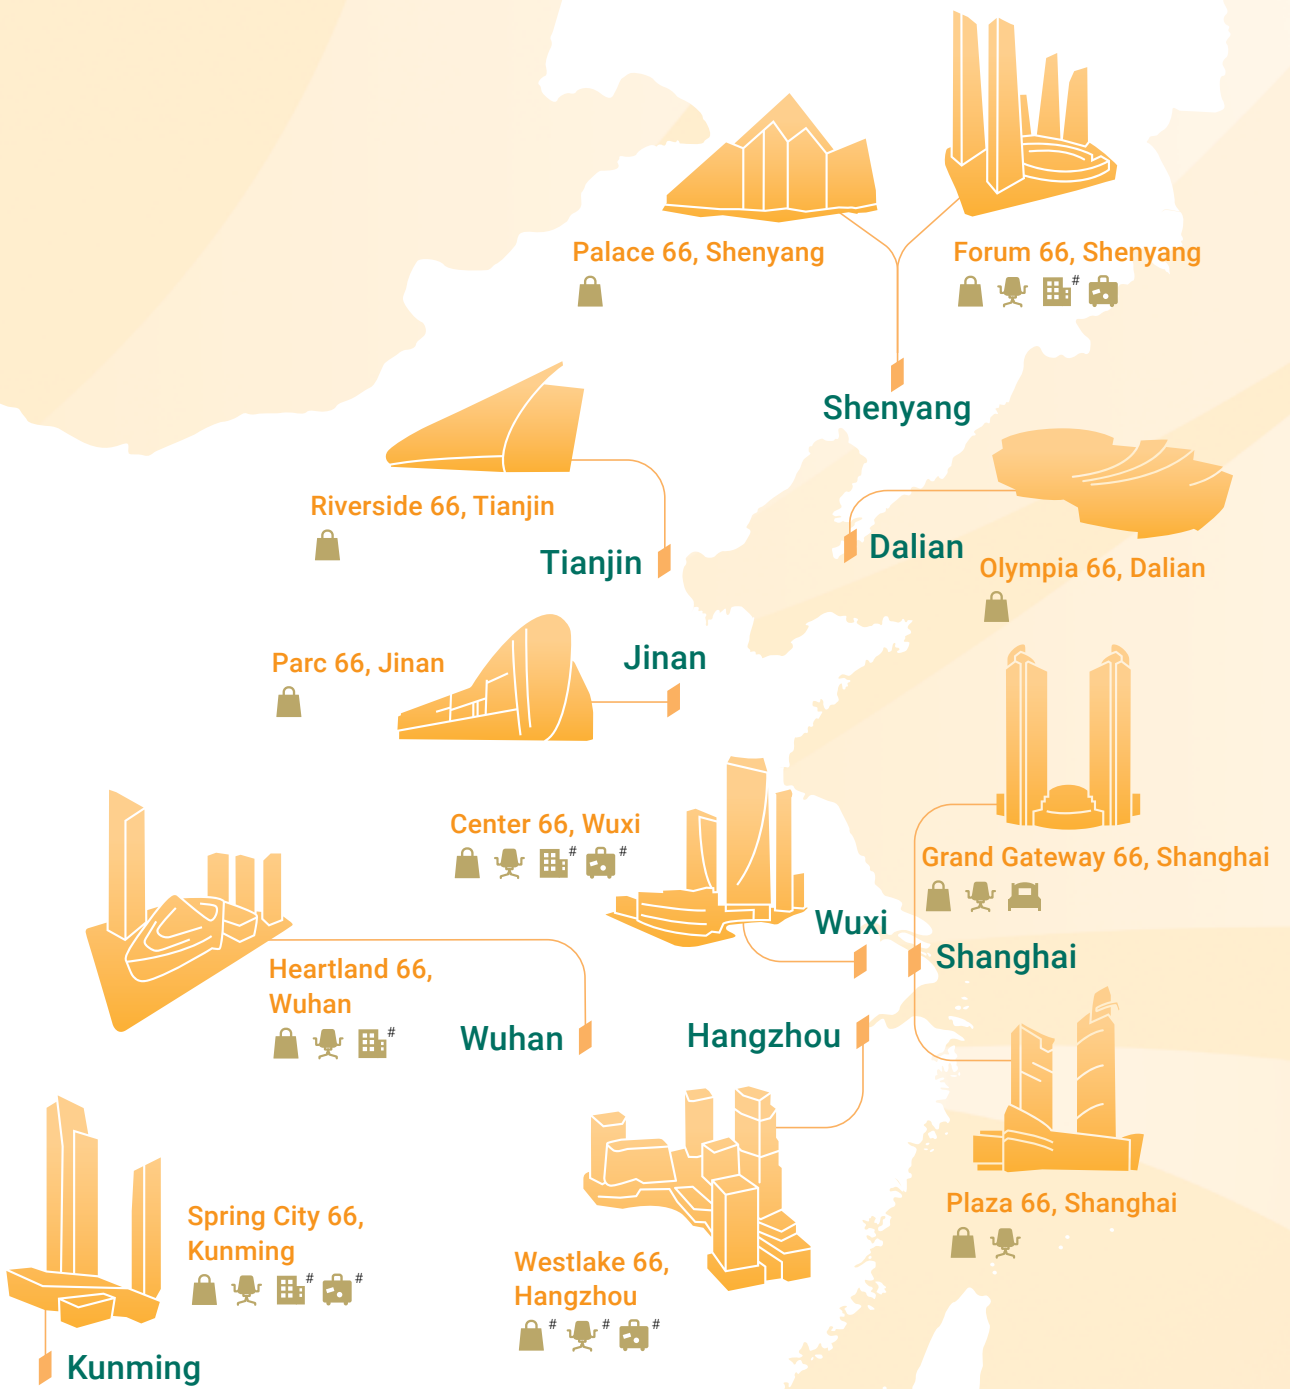 Palace 66, Shenyang
Forum 66, Shenyang
#
Shenyang
Riverside 66, Tianjin
Tianjin
Dalian
Olympia 66, Dalian
Parc 66, Jinan
Jinan
Center 66, Wuxi
# #
Grand Gateway 66, Shanghai
Wuxi
Shanghai
Heartland 66,
Wuhan
#
Wuhan
Hangzhou
Plaza 66, Shanghai
Spring City 66,
Kunming
# #
Westlake 66,
Hangzhou
# # #
Kunming